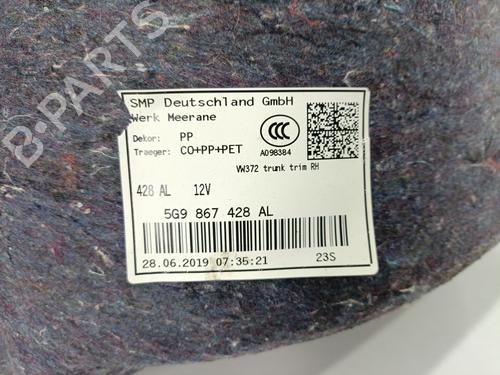 SMP Deutschland GmbH
Werk Meerane
Dekor: PP
Traeger: CO+PP+PET
CCC
A098384
VW372 trunk trim RH
428 AL 12V
5G9 867 428 AL
28.06.2019 07:35:21 23S
B-PARTS